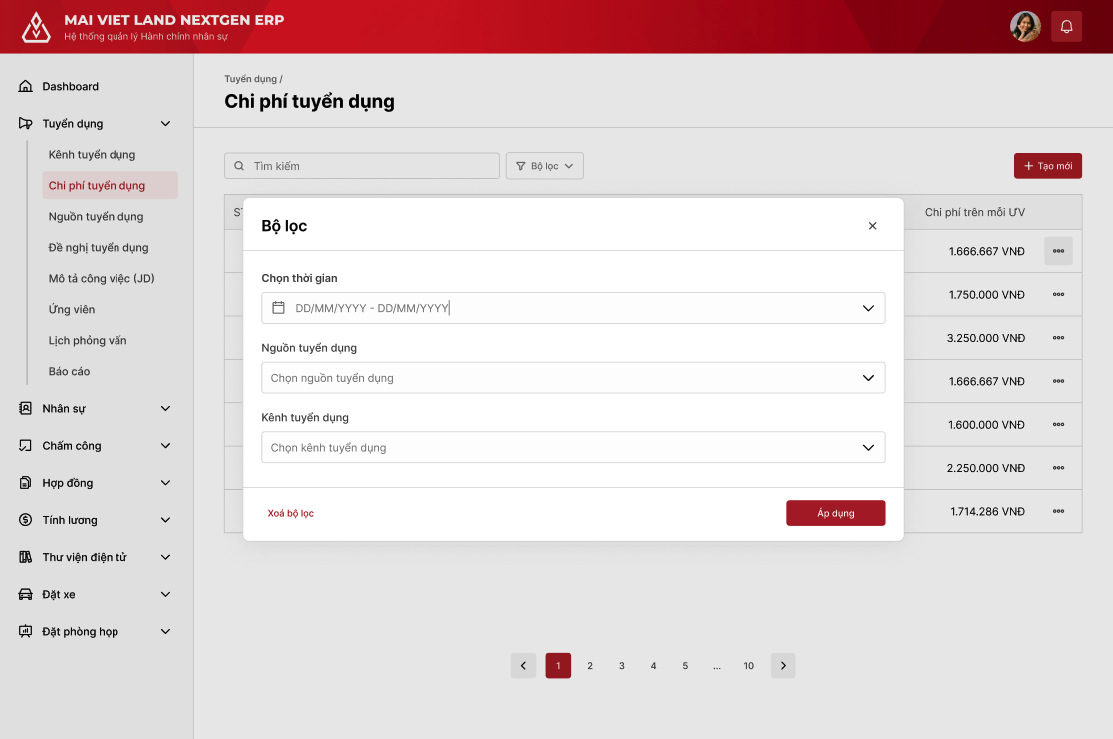 MAI VIET LAND NEXTGEN ERP
Hệ thống quản lý Hành chính nhân sự
Dashboard
Tuyển dụng
Kênh tuyển dụng
Chi phí tuyển dụng
Nguồn tuyển dụng
Đề nghị tuyển dụng
Mô tả công việc (JD)
Ứng viên
Lịch phỏng vấn
Báo cáo
Nhân sự
Chấm công
Hợp đồng
Tính lương
Thư viện điện tử
Đặt xe
Đặt phòng họp
Tuyển dụng /
Chi phí tuyển dụng
Tìm kiếm
Bộ lọc
+ Tạo mới
Chi phí trên mỗi ƯV
1.666.667 VNĐ
1.750.000 VNĐ
3.250.000 VNĐ
1.666.667 VNĐ
1.600.000 VNĐ
2.250.000 VNĐ
1.714.286 VNĐ
Bộ lọc
Chọn thời gian
DD/MM/YYYY - DD/MM/YYYY
Nguồn tuyển dụng
Chọn nguồn tuyển dụng
Kênh tuyển dụng
Chọn kênh tuyển dụng
Xoá bộ lọc
Áp dụng
1 2 3 4 5 ... 10